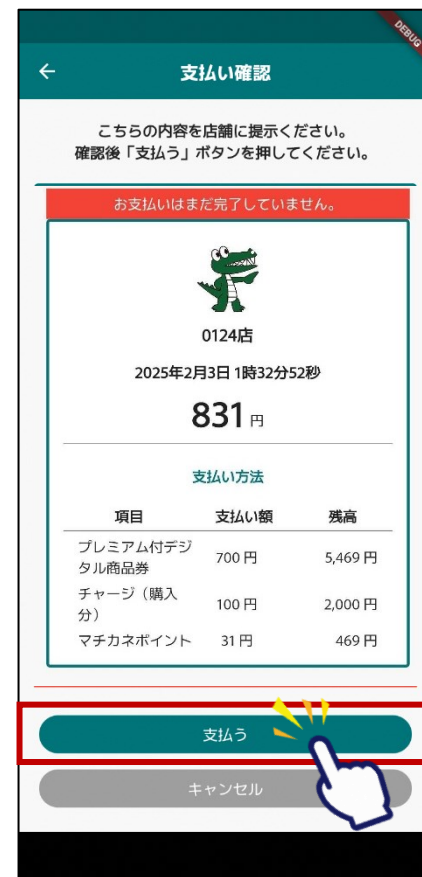 DEBUG
支払い確認
こちらの内容を店舗に提示ください。
確認後「支払う」ボタンを押してください。
お支払いはまだ完了していません。
0124店
2025年2月3日 1時32分52秒
831 円
支払い方法
項目 支払い額 残高
プレミアム付デジ
タル商品券 700 円 5,469 円
チャージ（購入
分） 100 円 2,000 円
マチカネポイント 31 円 469 円
支払う
キャンセル